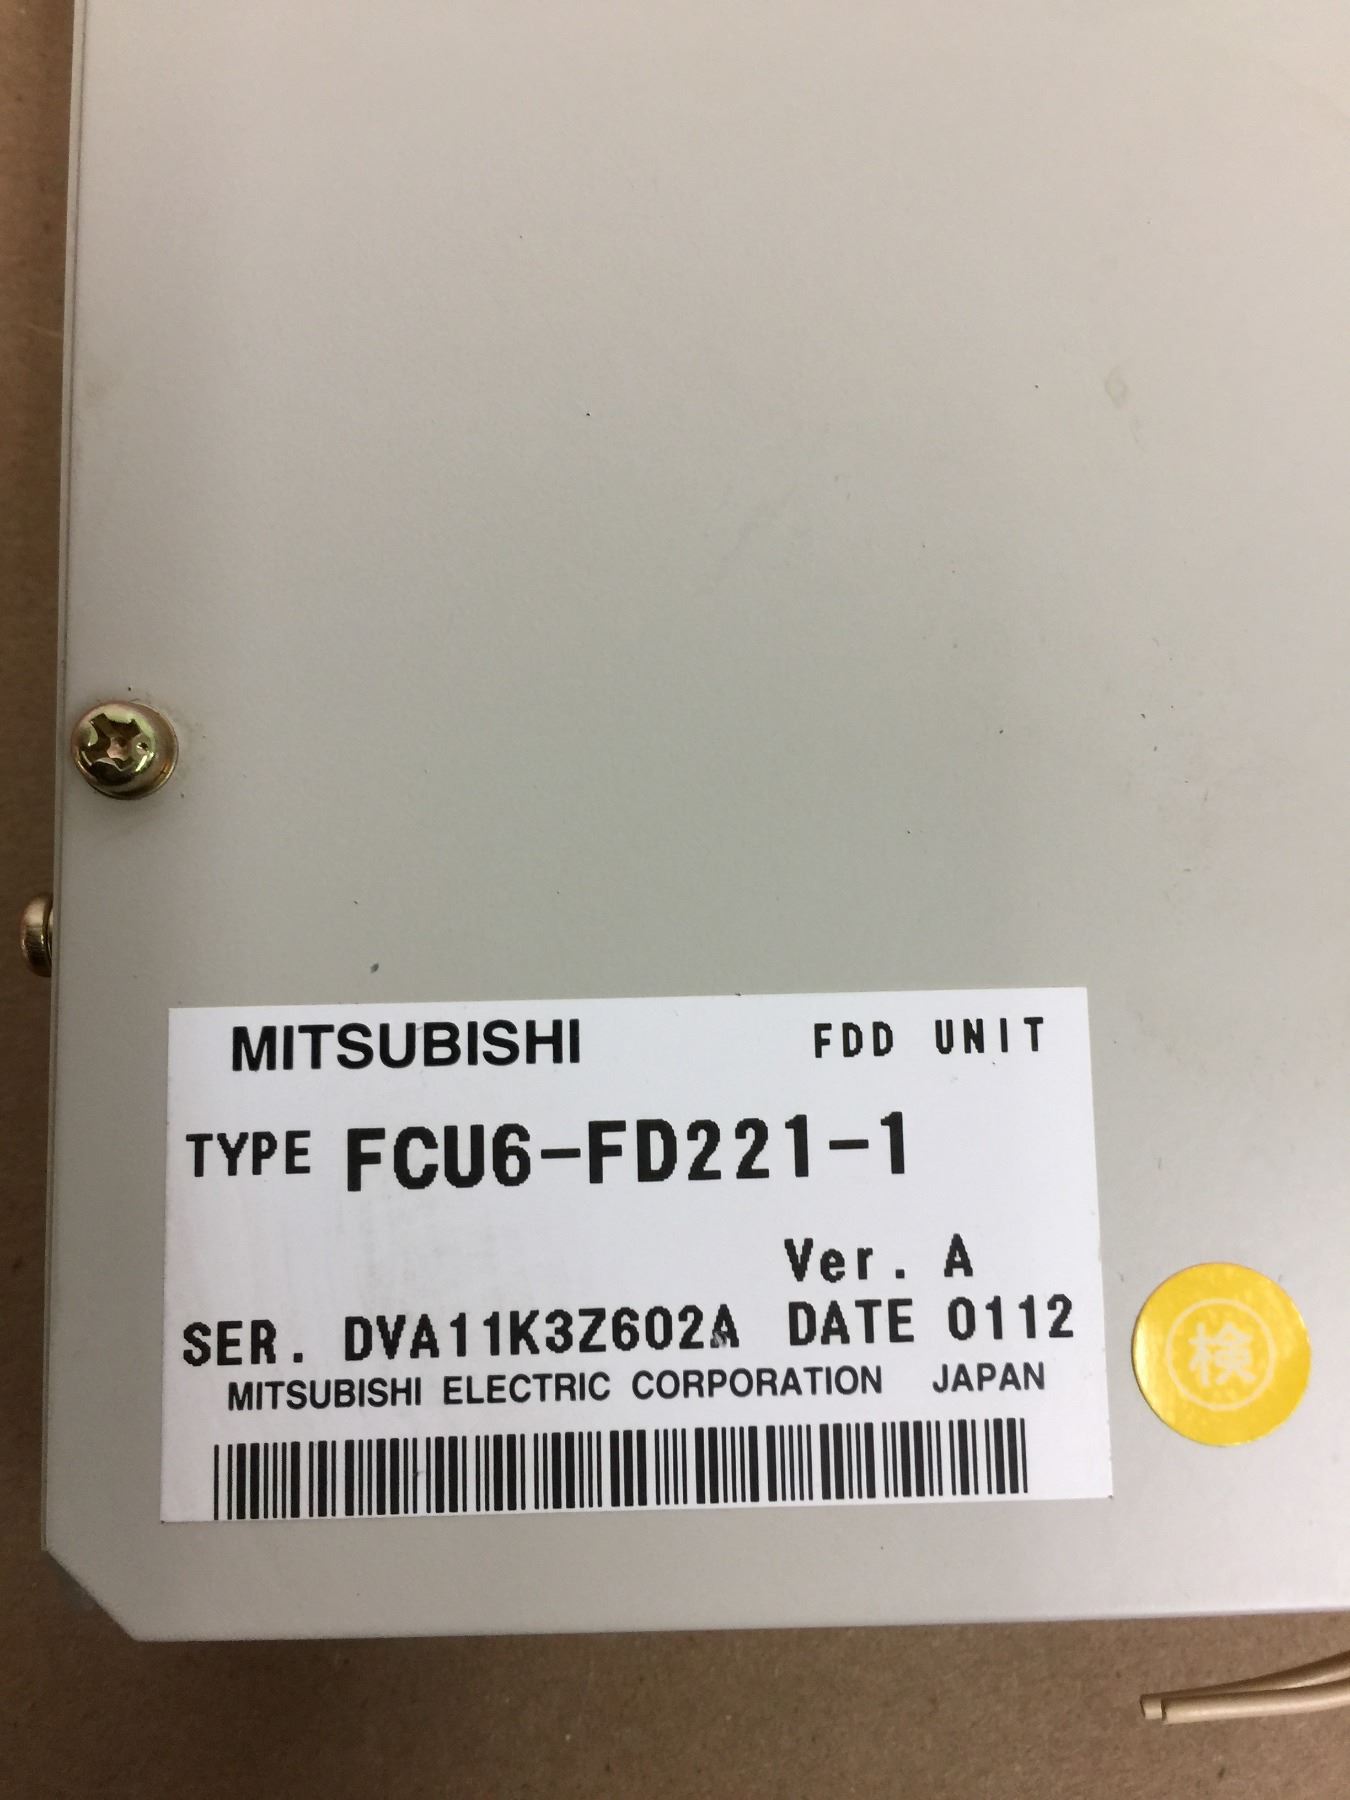 MITSUBISHI FDD UNIT
TYPE FCU6-FD221-1
Ver. A
SER. DVA11K3Z602A DATE 0112
MITSUBISHI ELECTRIC CORPORATION JAPAN
検